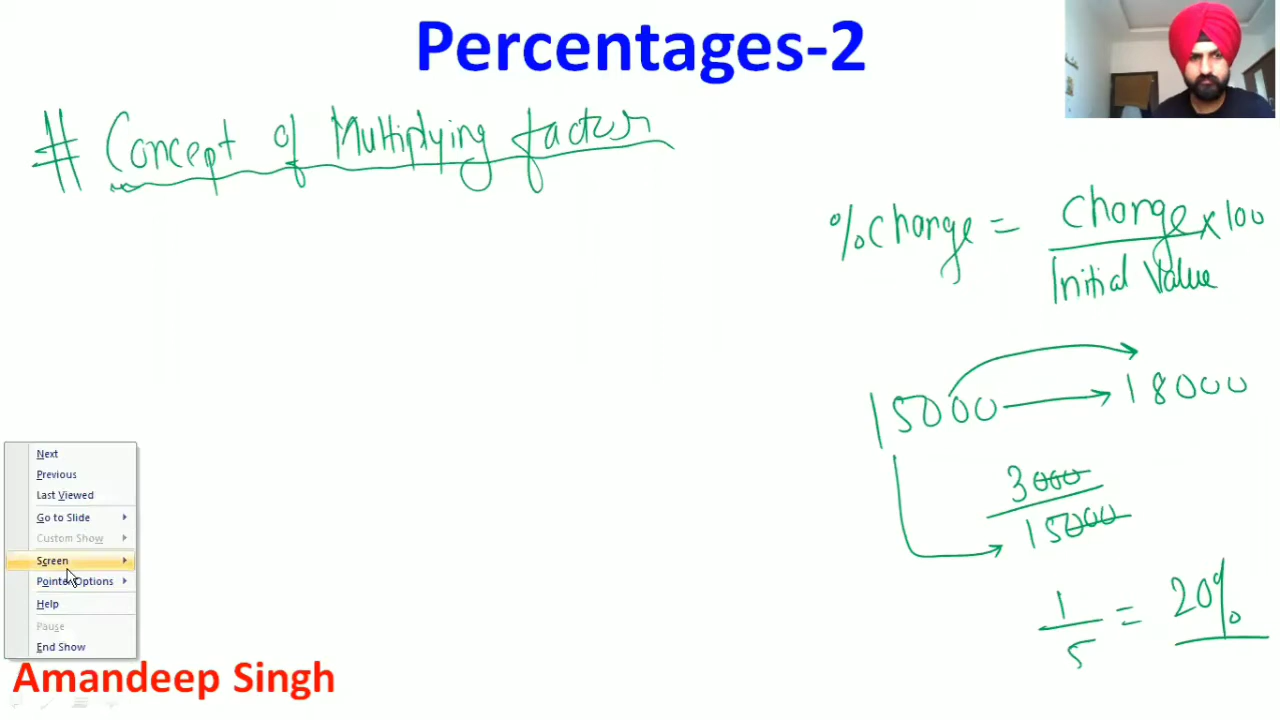 Percentages-2
# Concept of Multiplying factor
%change = change × 100
Initial Value
15000 → 18000
3000
15000
1
5
= 20%
Next
Previous
Last Viewed
Go to Slide
Custom Show
Screen
Pointer Options
Help
Pause
End Show
Amandeep Singh